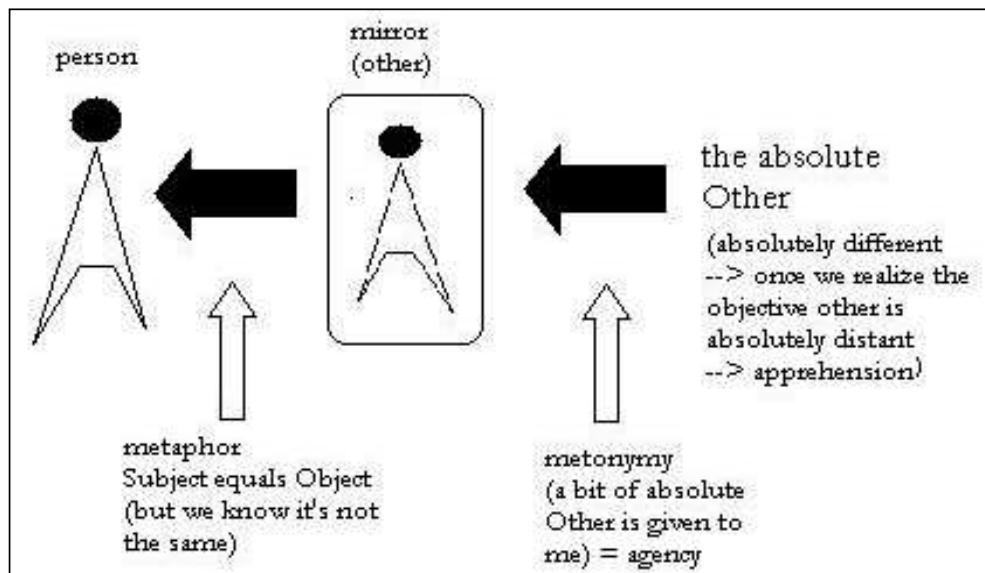 person
mirror
(other)
the absolute
Other
(absolutely different
--> once we realize the
objective other is
absolutely distant
--> apprehension)
metaphor
Subject equals Object
(but we know it's not
the same)
metonymy
(a bit of absolute
Other is given to
me) = agency